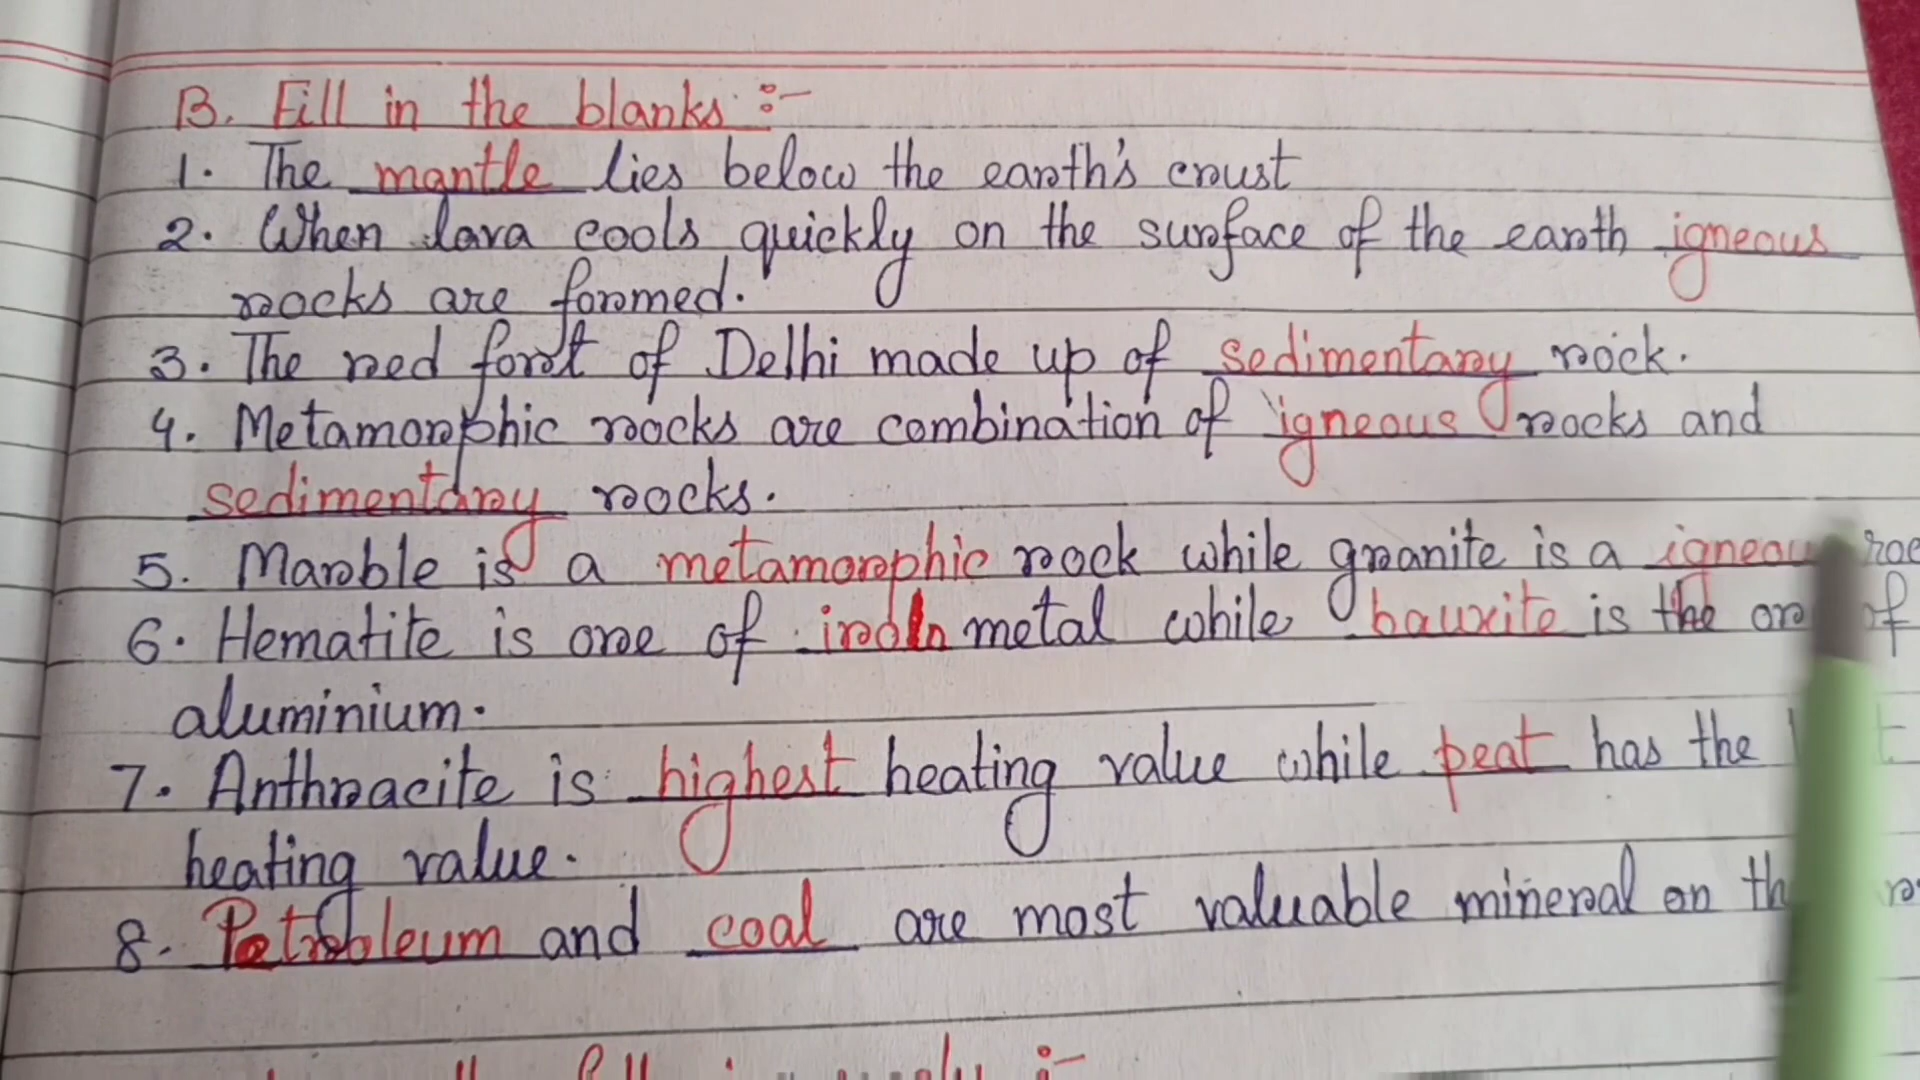 B. Fill in the blanks :-
1. The mantle lies below the earth's crust
2. When lava cools quickly on the surface of the earth igneous
rocks are formed.
3. The red fort of Delhi made up of sedimentary rock.
4. Metamorphic rocks are combination of igneous rocks and
sedimentary rocks.
5. Marble is a metamorphic rock while granite is a igneou
6. Hematite is ore of iron metal while bauxite is the of
aluminium.
7. Anthracite is highest heating value while peat has the
heating value.
8. Petroleum and coal are most valuable mineral on